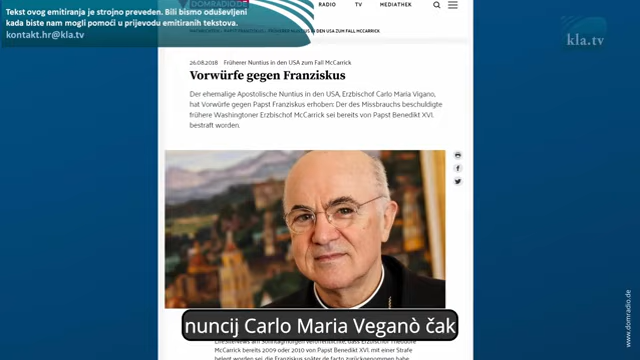 Tekst ovog emitiranja je strojno preveden. Bili bismo oduševljeni
kada biste nam mogli pomoći u prijevodu emitiranih tekstova.
kontakt.hr@kla.tv
RADIO TV MEDIATHEK
kla.tv
26.08.2018 Früherer Nuntius in den USA zum Fall McCarrick
Vorwürfe gegen Franziskus
Der ehemalige Apostolische Nuntius in den USA, Erzbischof Carlo Maria Vigano,
hat Vorwürfe gegen Papst Franziskus erhoben: Der des Missbrauchs beschuldigte
frühere Washingtoner Erzbischof McCarrick sei bereits von Papst Benedikt XVI.
bestraft worden.
www.domradio.de
nuncij Carlo Maria Veganò čak
McCarrick bereits 2009 oder 2010 von Papst Benedikt XVI. mit einer Strafe